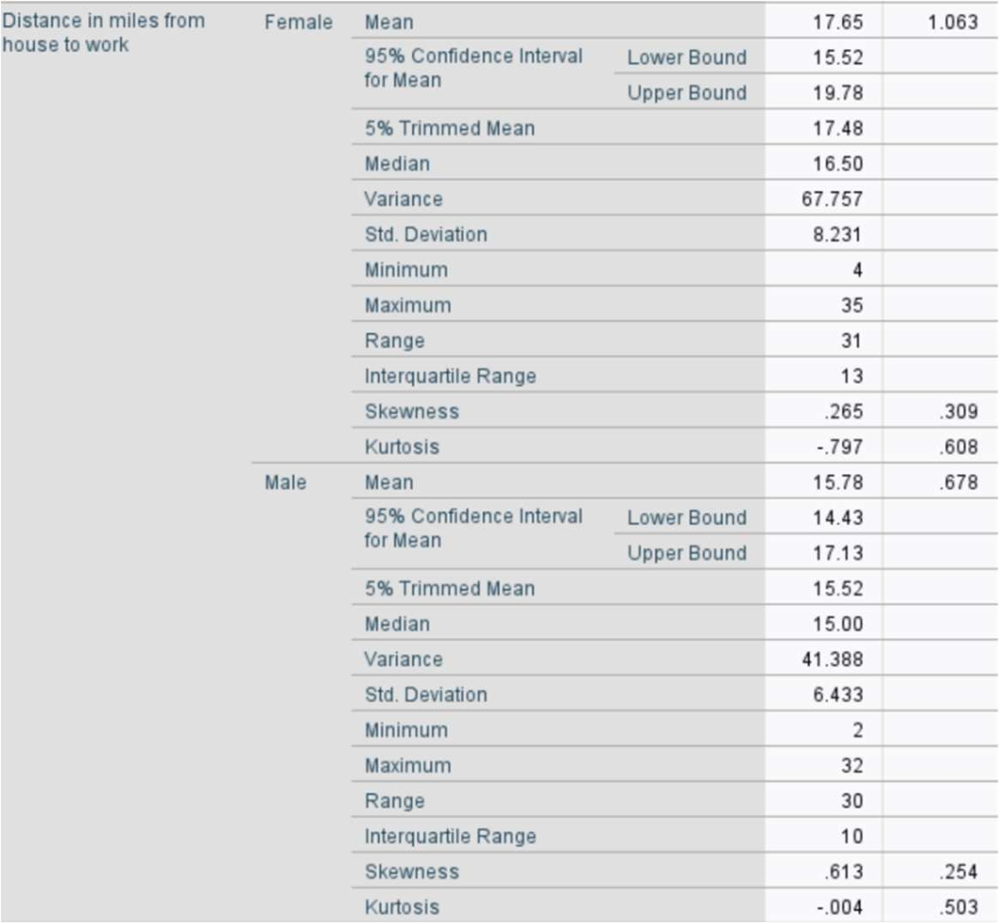 Distance in miles from house to work Female Mean 17.65 1.063
95% Confidence Interval for Mean Lower Bound 15.52
Upper Bound 19.78
5% Trimmed Mean 17.48
Median 16.50
Variance 67.757
Std. Deviation 8.231
Minimum 4
Maximum 35
Range 31
Interquartile Range 13
Skewness .265 .309
Kurtosis -.797 .608
Male Mean 15.78 .678
95% Confidence Interval for Mean Lower Bound 14.43
Upper Bound 17.13
5% Trimmed Mean 15.52
Median 15.00
Variance 41.388
Std. Deviation 6.433
Minimum 2
Maximum 32
Range 30
Interquartile Range 10
Skewness .613 .254
Kurtosis -.004 .503